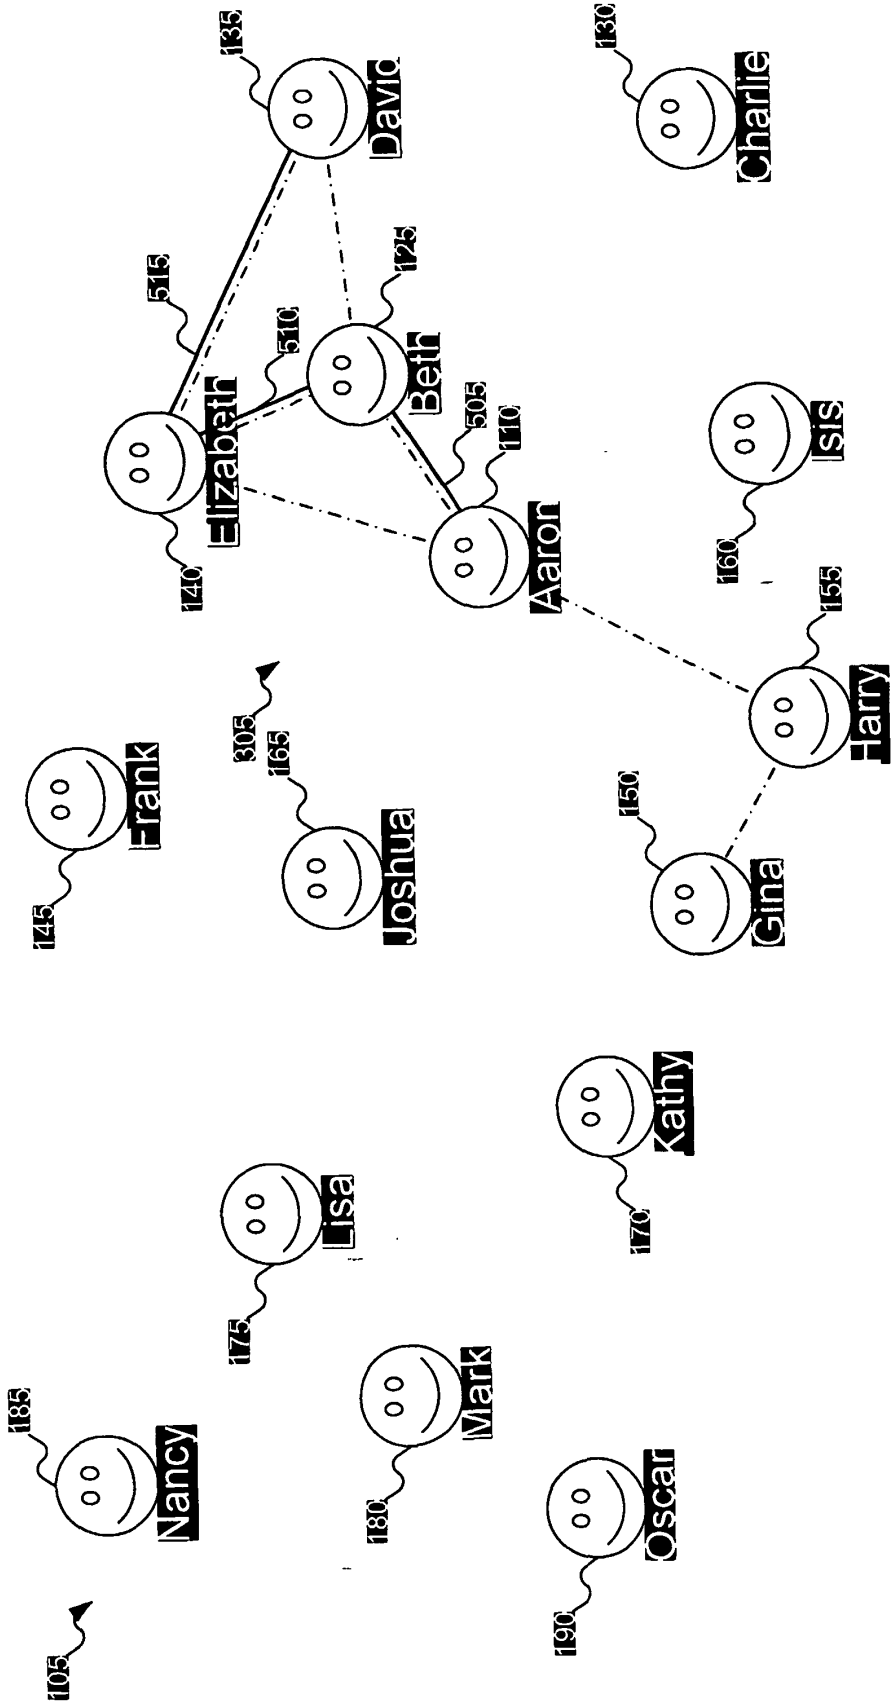 105
185
Nancy
175
Lisa
180
Mark
190
Oscar
145
Frank
305
165
Joshua
170
Kathy
150
Gina
140
Elizabeth
515
510
135
David
125
Beth
505
110
Aaron
155
Harry
160
Isis
130
Charlie